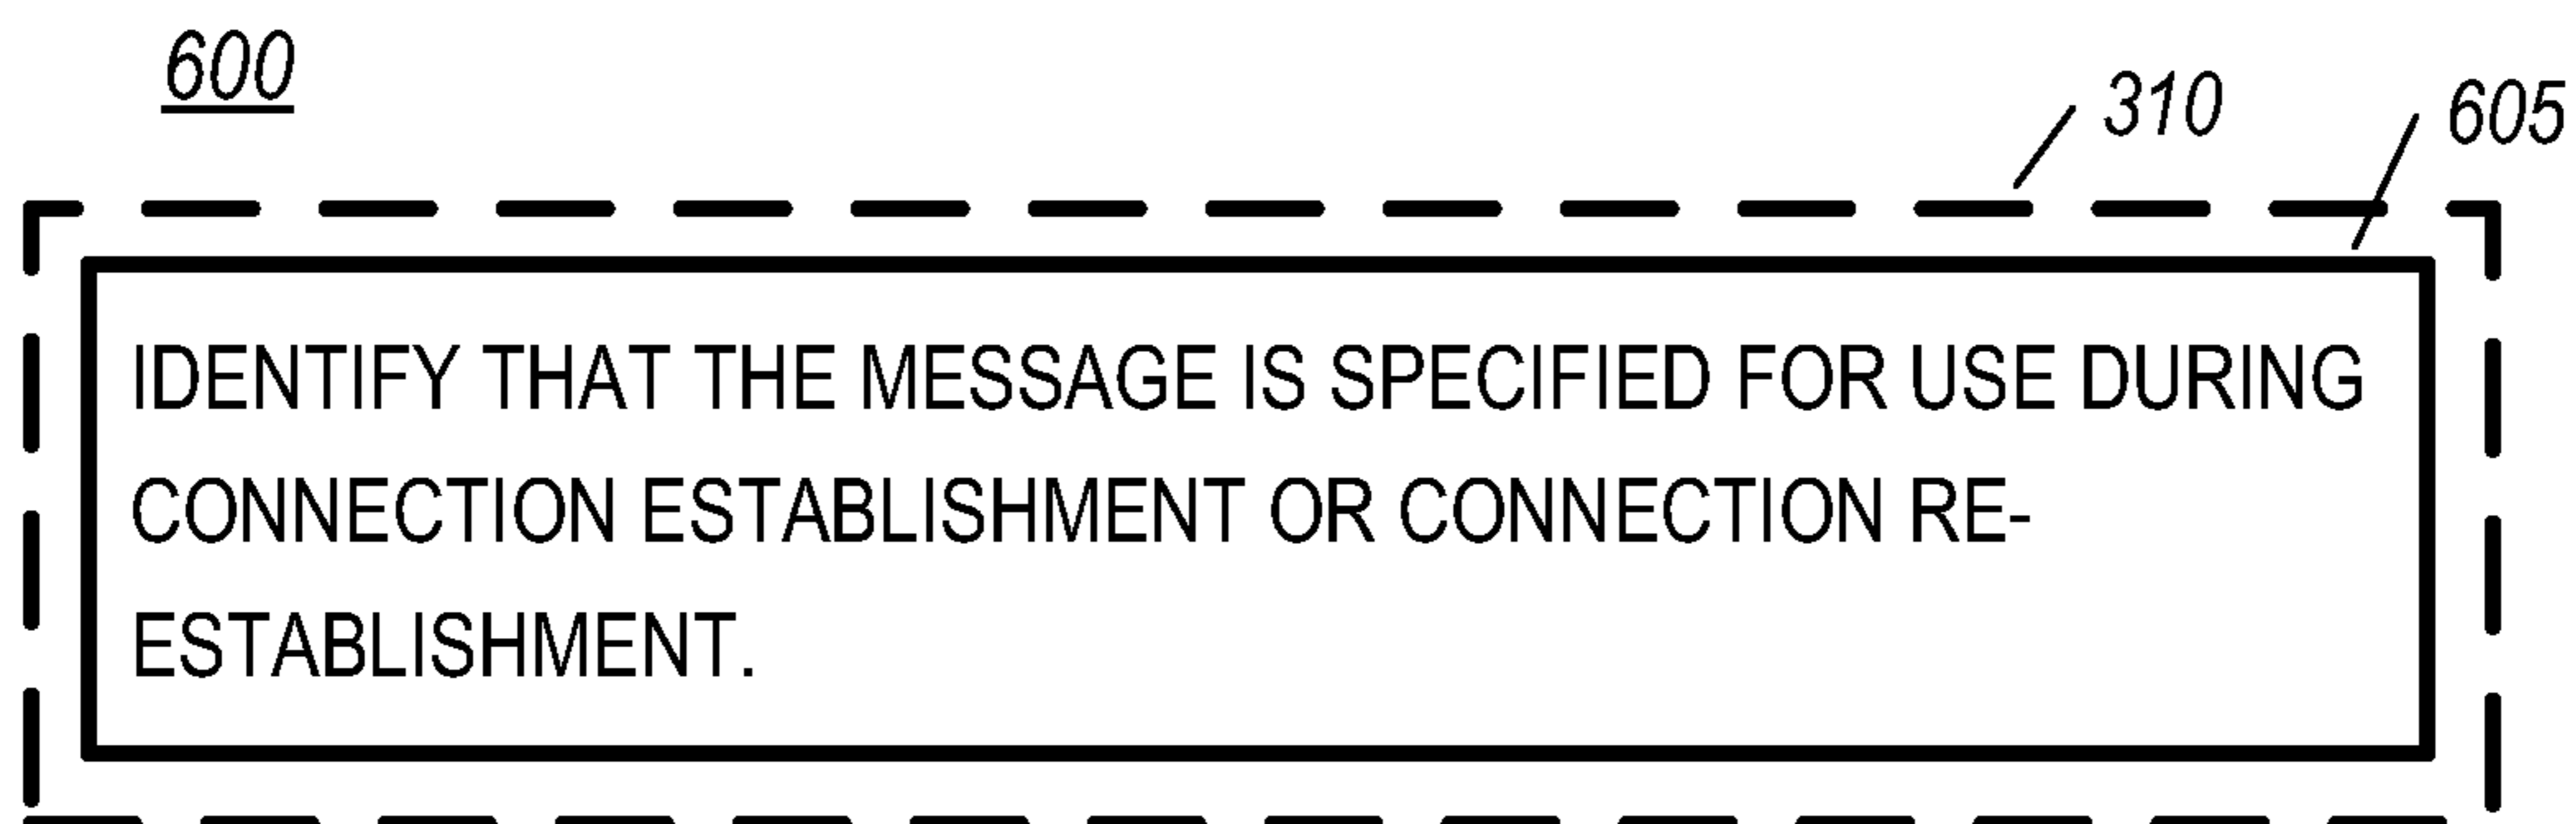 600
310
605
IDENTIFY THAT THE MESSAGE IS SPECIFIED FOR USE DURING
CONNECTION ESTABLISHMENT OR CONNECTION RE-
ESTABLISHMENT.